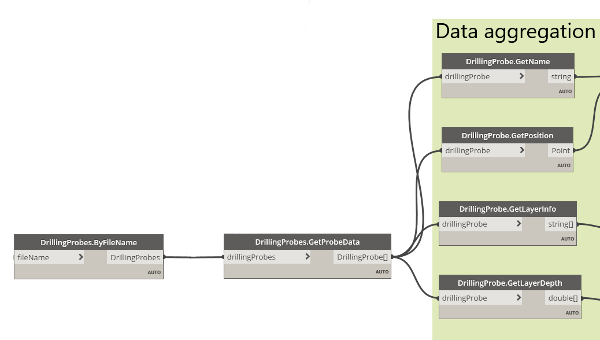 Data aggregation
DrillingProbe.GetName
drillingProbe > string
AUTO
DrillingProbe.GetPosition
drillingProbe > Point
AUTO
DrillingProbe.GetLayerInfo
drillingProbe > string[]
AUTO
DrillingProbes.ByFileName
fileName > DrillingProbes
AUTO
DrillingProbes.GetProbeData
drillingProbes > DrillingProbe[]
AUTO
DrillingProbe.GetLayerDepth
drillingProbe > double[]
AUTO